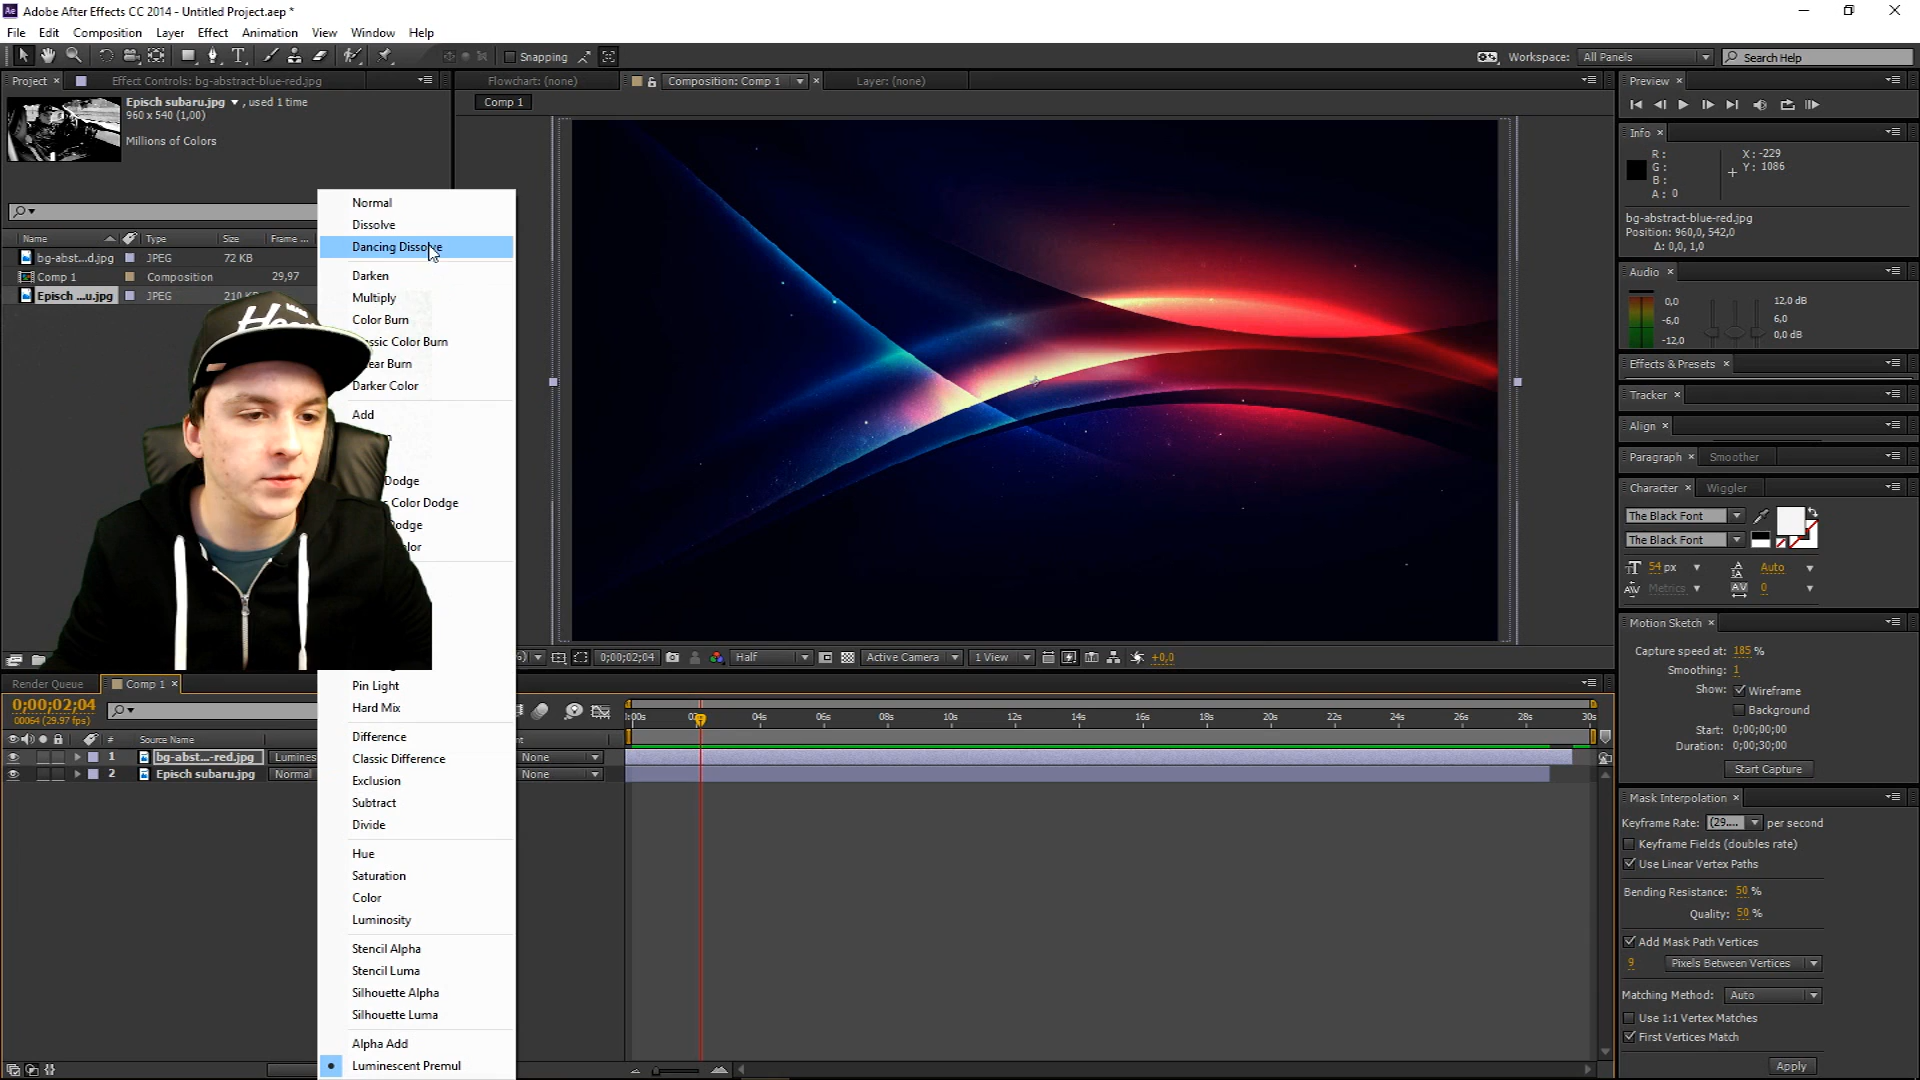 Adobe After Effects CC 2014 - Untitled Project.aep *
File Edit Composition Layer Effect Animation View Window Help
Snapping
Workspace: All Panels
Search Help
Project Effect Controls: bg-abstract-blue-red.jpg
Flowchart: (none)
Composition: Comp 1
Layer: (none)
Comp 1
Episch subaru.jpg , used 1 time
960 x 540 (1,00)
Millions of Colors
Name Type Size Frame ...
bg-abst...d.jpg JPEG 72 KB
Comp 1 Composition 29,97
Episch ...u.jpg JPEG 210 K
Normal
Dissolve
Dancing Dissolve
Darken
Multiply
Color Burn
Color Burn
Burn
Darker Color
Add
Dodge
Color Dodge
Dodge
Pin Light
Hard Mix
Difference
Classic Difference
Exclusion
Subtract
Divide
Hue
Saturation
Color
Luminosity
Stencil Alpha
Stencil Luma
Silhouette Alpha
Silhouette Luma
Alpha Add
Luminescent Premul
0;00;02;04 Half Active Camera 1 View +0,0
Render Queue Comp 1
0;00;02;04
00064 (29.97 fps)
# Source Name
1 bg-abst...-red.jpg Lumines None
2 Episch subaru.jpg Normal None
04s 06s 08s 10s 12s 14s 16s 18s 20s 22s 24s 26s 28s 30s
Preview
Info
R: X: -229
G: Y: 1086
B:
A: 0
bg-abstract-blue-red.jpg
Position: 960,0, 542,0
Δ: 0,0, 1,0
Audio
0,0 12,0 dB
-6,0 6,0
-12,0 0,0 dB
Effects & Presets
Tracker
Align
Paragraph Smoother
Character Wiggler
The Black Font
The Black Font
54 px Auto
Metrics 0
Motion Sketch
Capture speed at: 185 %
Smoothing: 1
Show: Wireframe
Background
Start: 0;00;00;00
Duration: 0;00;30;00
Start Capture
Mask Interpolation
Keyframe Rate: (29.... per second
Keyframe Fields (doubles rate)
Use Linear Vertex Paths
Bending Resistance: 50 %
Quality: 50 %
Add Mask Path Vertices
9 Pixels Between Vertices
Matching Method: Auto
Use 1:1 Vertex Matches
First Vertices Match
Apply